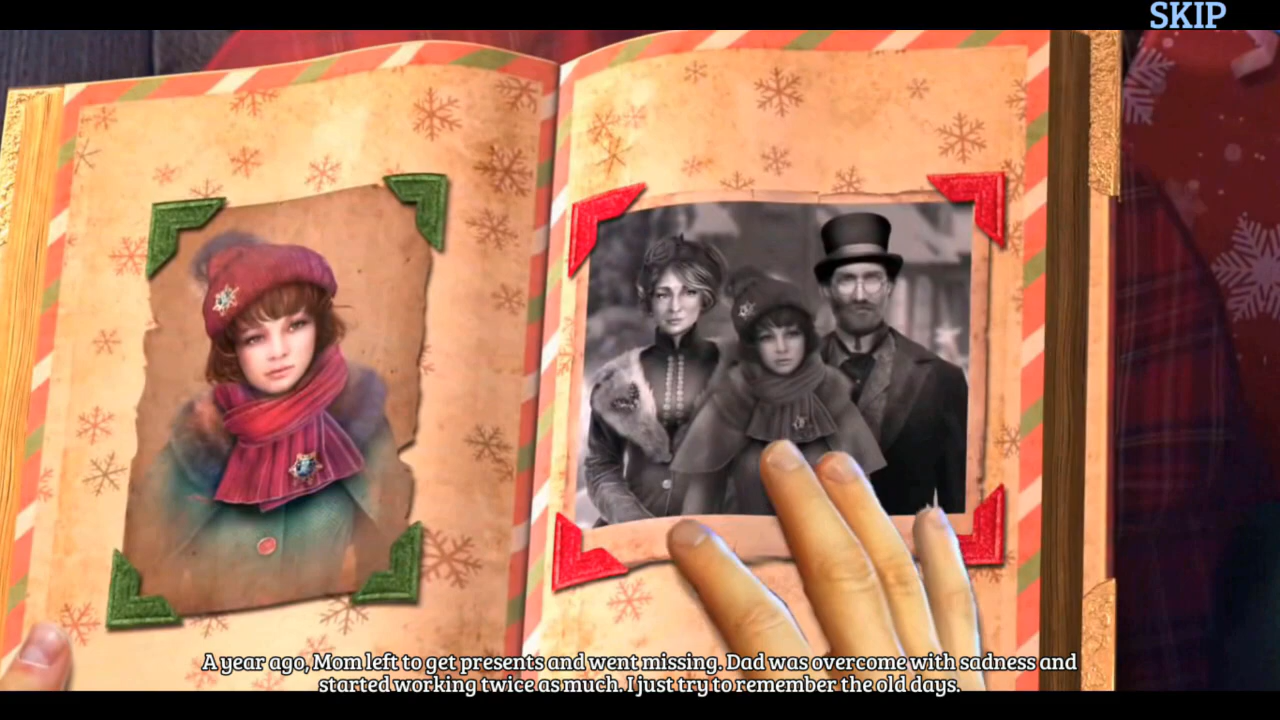 SKIP
A year ago, Mom left to get presents and went missing. Dad was overcome with sadness and
started working twice as much. I just try to remember the old days.